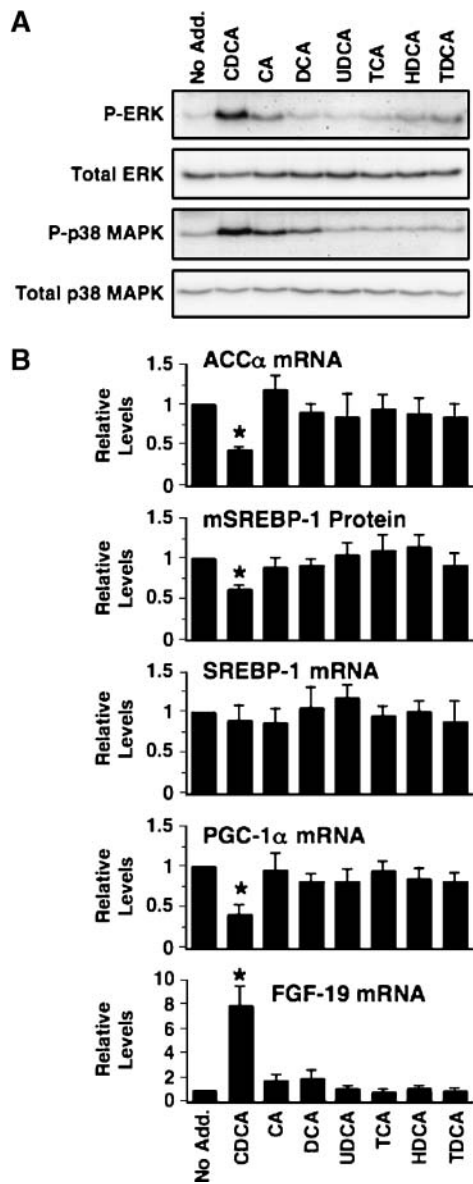 A
No Add. CDCA CA DCA UDCA TCA HDCA TDCA
P-ERK
Total ERK
P-p38 MAPK
Total p38 MAPK
B
ACCα mRNA
Relative Levels
1.5
1
0.5
0
*
mSREBP-1 Protein
Relative Levels
1.5
1
0.5
0
*
SREBP-1 mRNA
Relative Levels
1.5
1
0.5
0
PGC-1α mRNA
Relative Levels
1.5
1
0.5
0
*
FGF-19 mRNA
Relative Levels
10
8
6
4
2
0
*
No Add. CDCA CA DCA UDCA TCA HDCA TDCA